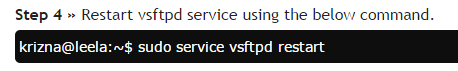 Step 4 » Restart vsftpd service using the below command.
krizna@leela:~$ sudo service vsftpd restart